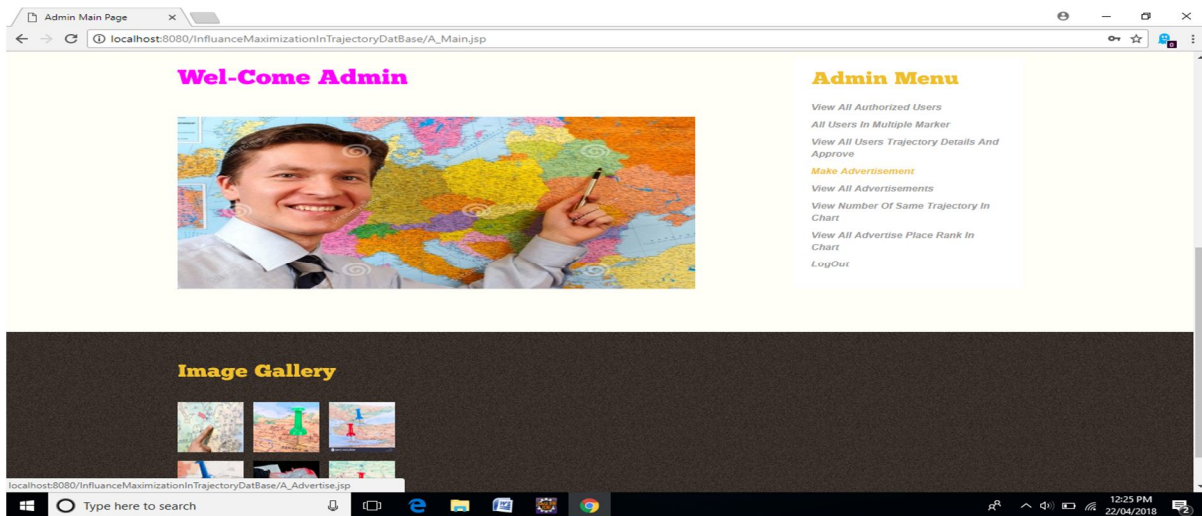 Admin Main Page
localhost:8080/InfluanceMaximizationInTrajectoryDatBase/A_Main.jsp
Wel-Come Admin
Admin Menu
View All Authorized Users
All Users In Multiple Marker
View All Users Trajectory Details And
Approve
Make Advertisement
View All Advertisements
View Number Of Same Trajectory In
Chart
View All Advertise Place Rank In
Chart
LogOut
Image Gallery
localhost:8080/InfluanceMaximizationInTrajectoryDatBase/A_Advertise.jsp
Type here to search
12:25 PM
22/04/2018